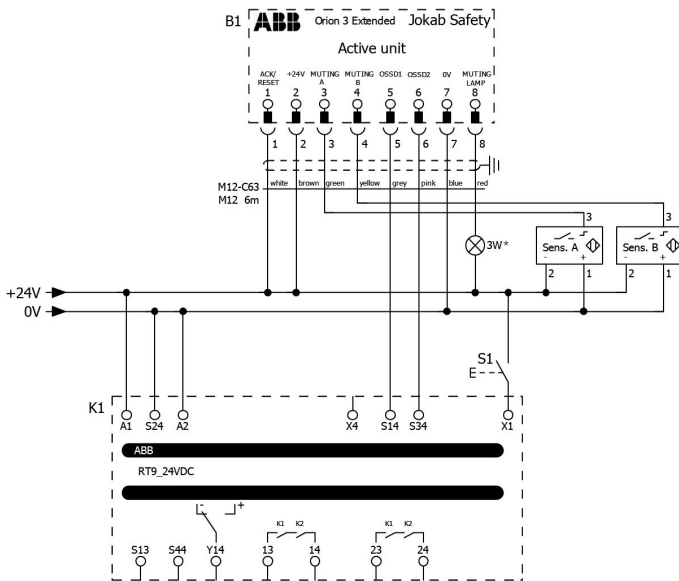 B1 ABB Orion 3 Extended Jokab Safety
Active unit
ACK/ +24V MUTING MUTING OSSD1 OSSD2 0V MUTING
RESET A B LAMP
1 2 3 4 5 6 7 8
1 2 3 4 5 6 7 8
M12-C63 white brown green yellow grey pink blue red
M12 6m
3 3
3W*
Sens. A Sens. B
- + - +
2 1 2 1
+24V
0V
S1
E
K1
A1 S24 A2 X4 S14 S34 X1
ABB
RT9_24VDC
- +
K1 K2 K1 K2
S13 S44 Y14 13 14 23 24